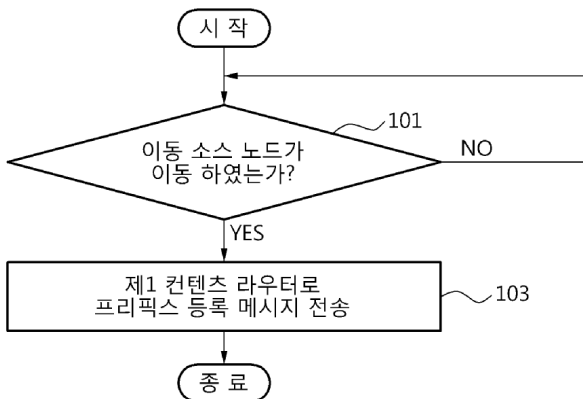 시 작
101
이동 소스 노드가
이동 하였는가?
NO
YES
제1 컨텐츠 라우터로
프리픽스 등록 메시지 전송
103
종 료